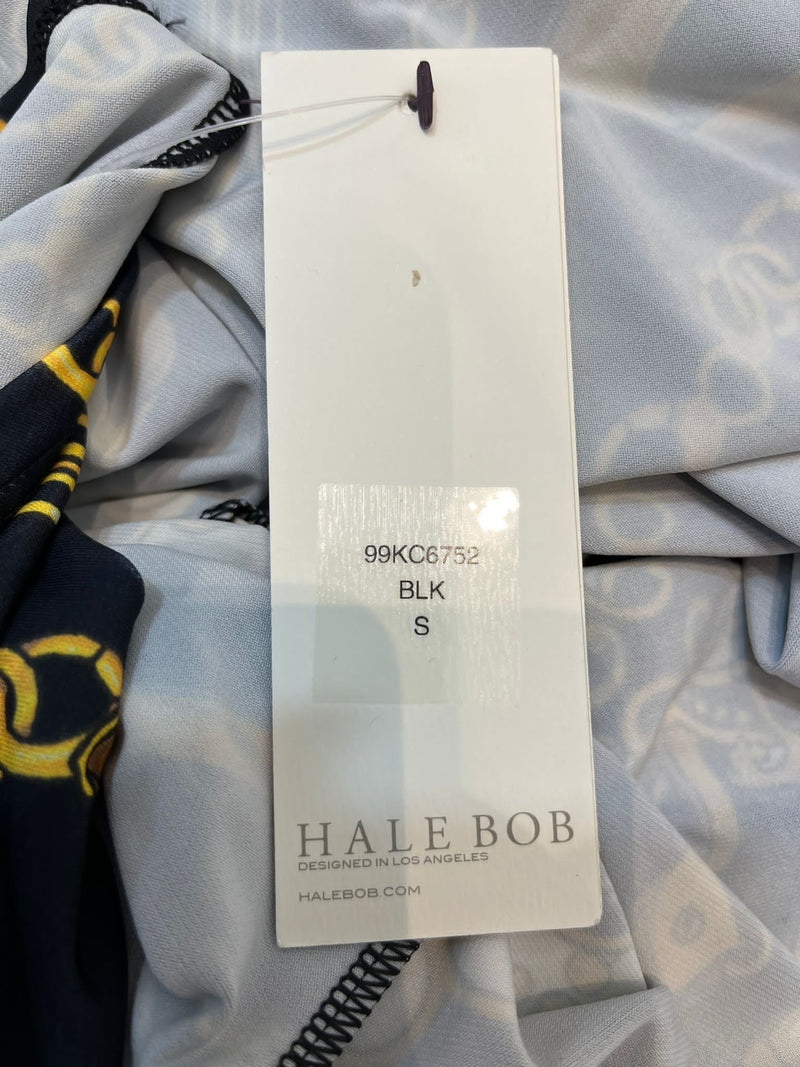 99KC6752
BLK
S
HALE BOB
DESIGNED IN LOS ANGELES
HALEBOB.COM